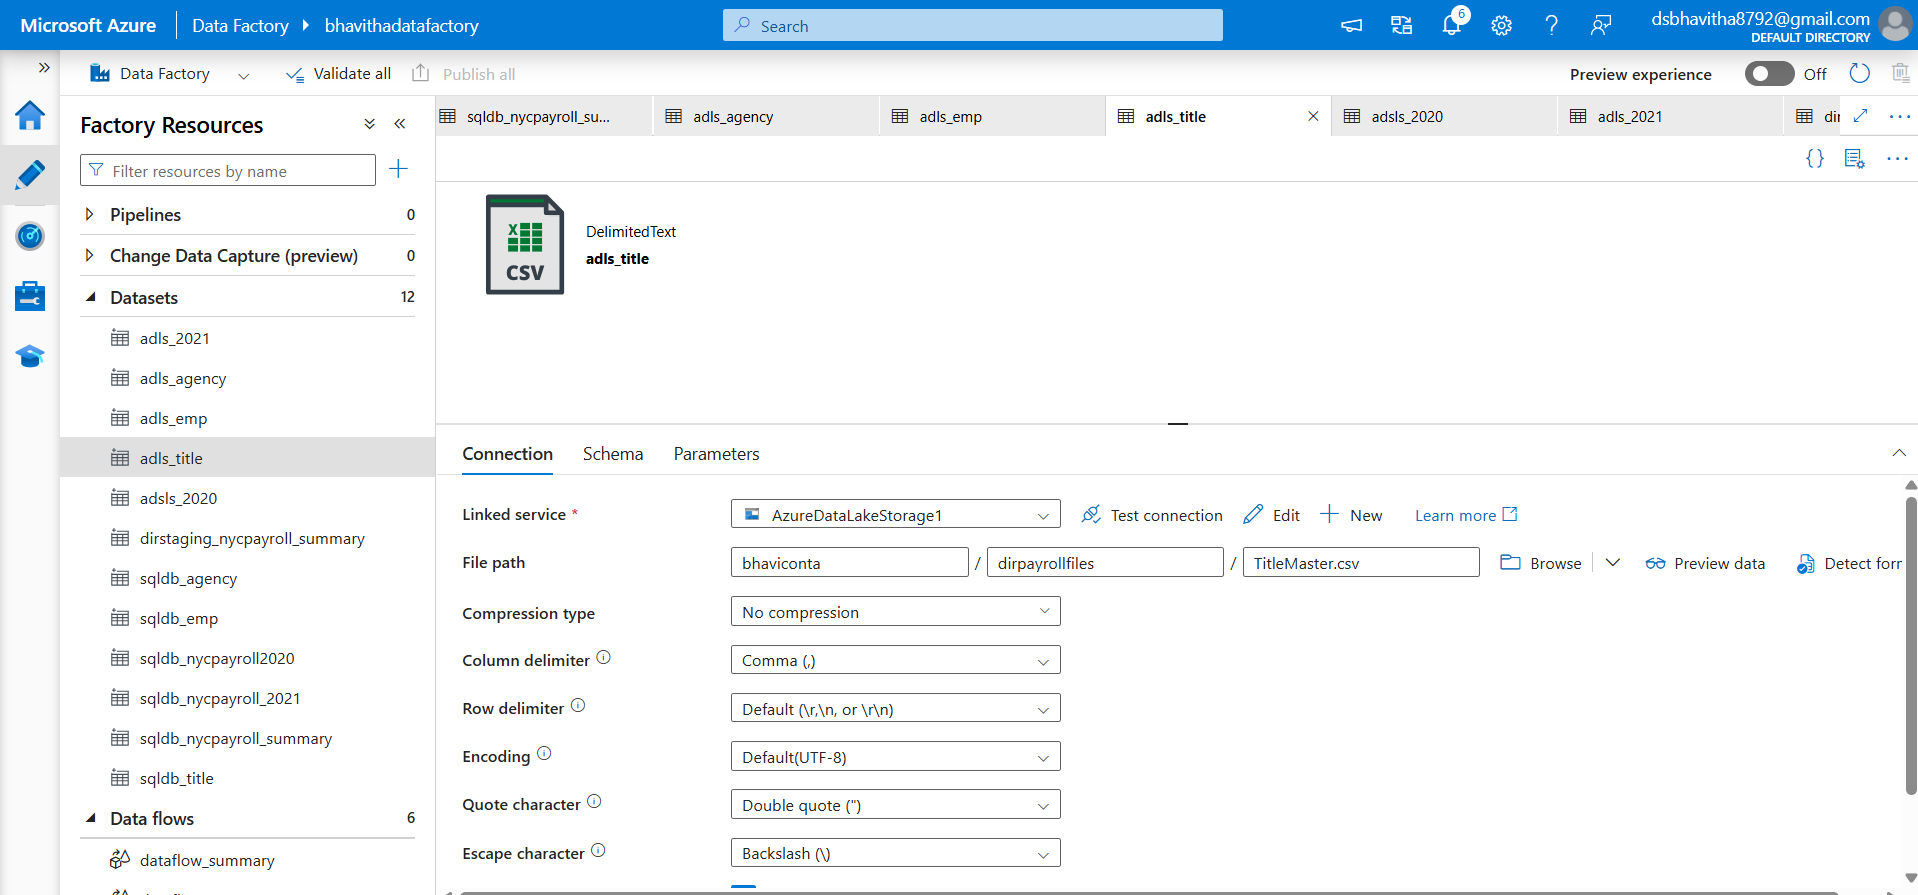 Microsoft Azure
Data Factory
bhavithadatafactory
Search
6
dsbhavitha8792@gmail.com
DEFAULT DIRECTORY
Data Factory
Validate all
Publish all
Preview experience
Off
Factory Resources
Filter resources by name
Pipelines 0
Change Data Capture (preview) 0
Datasets 12
adls_2021
adls_agency
adls_emp
adls_title
adsls_2020
dirstaging_nycpayroll_summary
sqldb_agency
sqldb_emp
sqldb_nycpayroll2020
sqldb_nycpayroll_2021
sqldb_nycpayroll_summary
sqldb_title
Data flows 6
dataflow_summary
sqldb_nycpayroll_su...
adls_agency
adls_emp
adls_title
adsls_2020
adls_2021
dir
{}
CSV
DelimitedText
adls_title
Connection
Schema
Parameters
Linked service * AzureDataLakeStorage1 Test connection Edit New Learn more
File path bhaviconta / dirpayrollfiles / TitleMaster.csv Browse Preview data Detect for
Compression type No compression
Column delimiter Comma (,)
Row delimiter Default (\r,\n, or \r\n)
Encoding Default(UTF-8)
Quote character Double quote (")
Escape character Backslash (\)